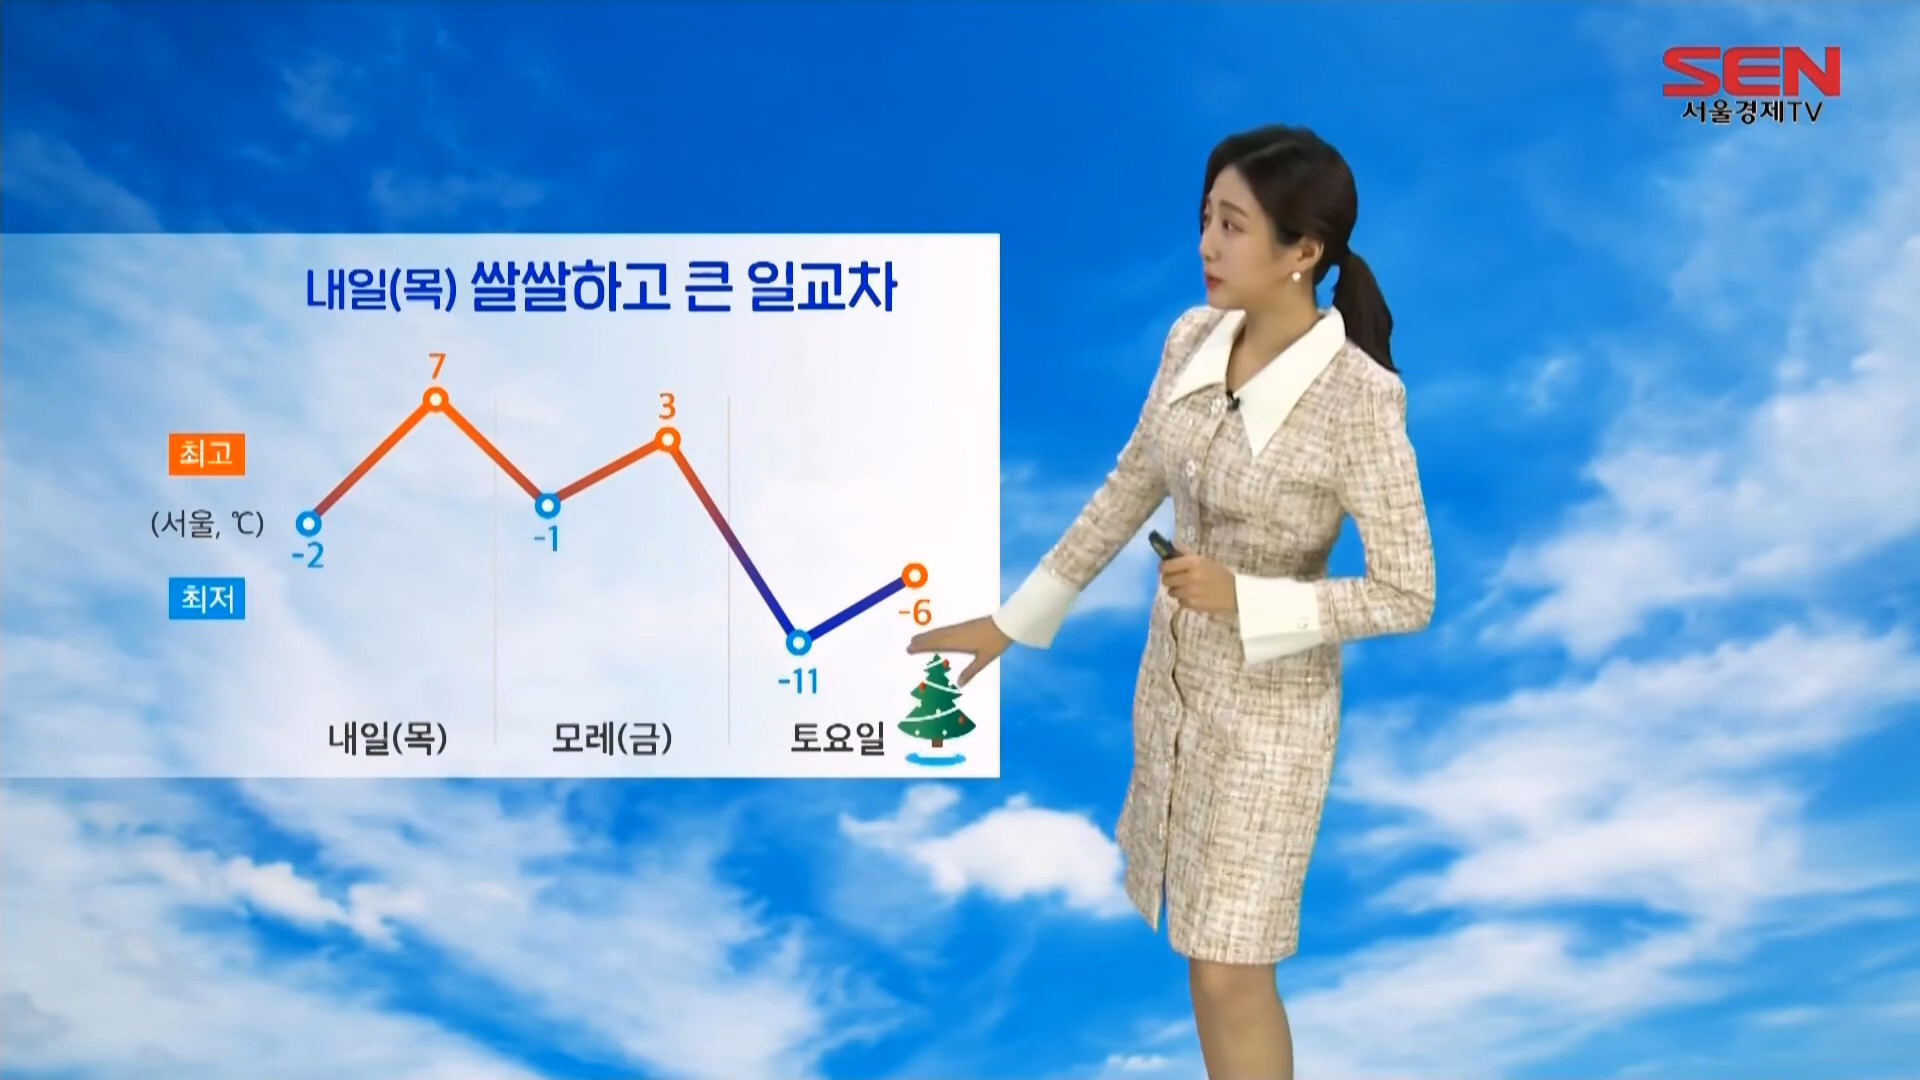 SEN
서울경제TV
내일(목) 쌀쌀하고 큰 일교차
7
3
최고
(서울, ℃)
-2
-1
최저
-6
-11
내일(목) 모레(금) 토요일